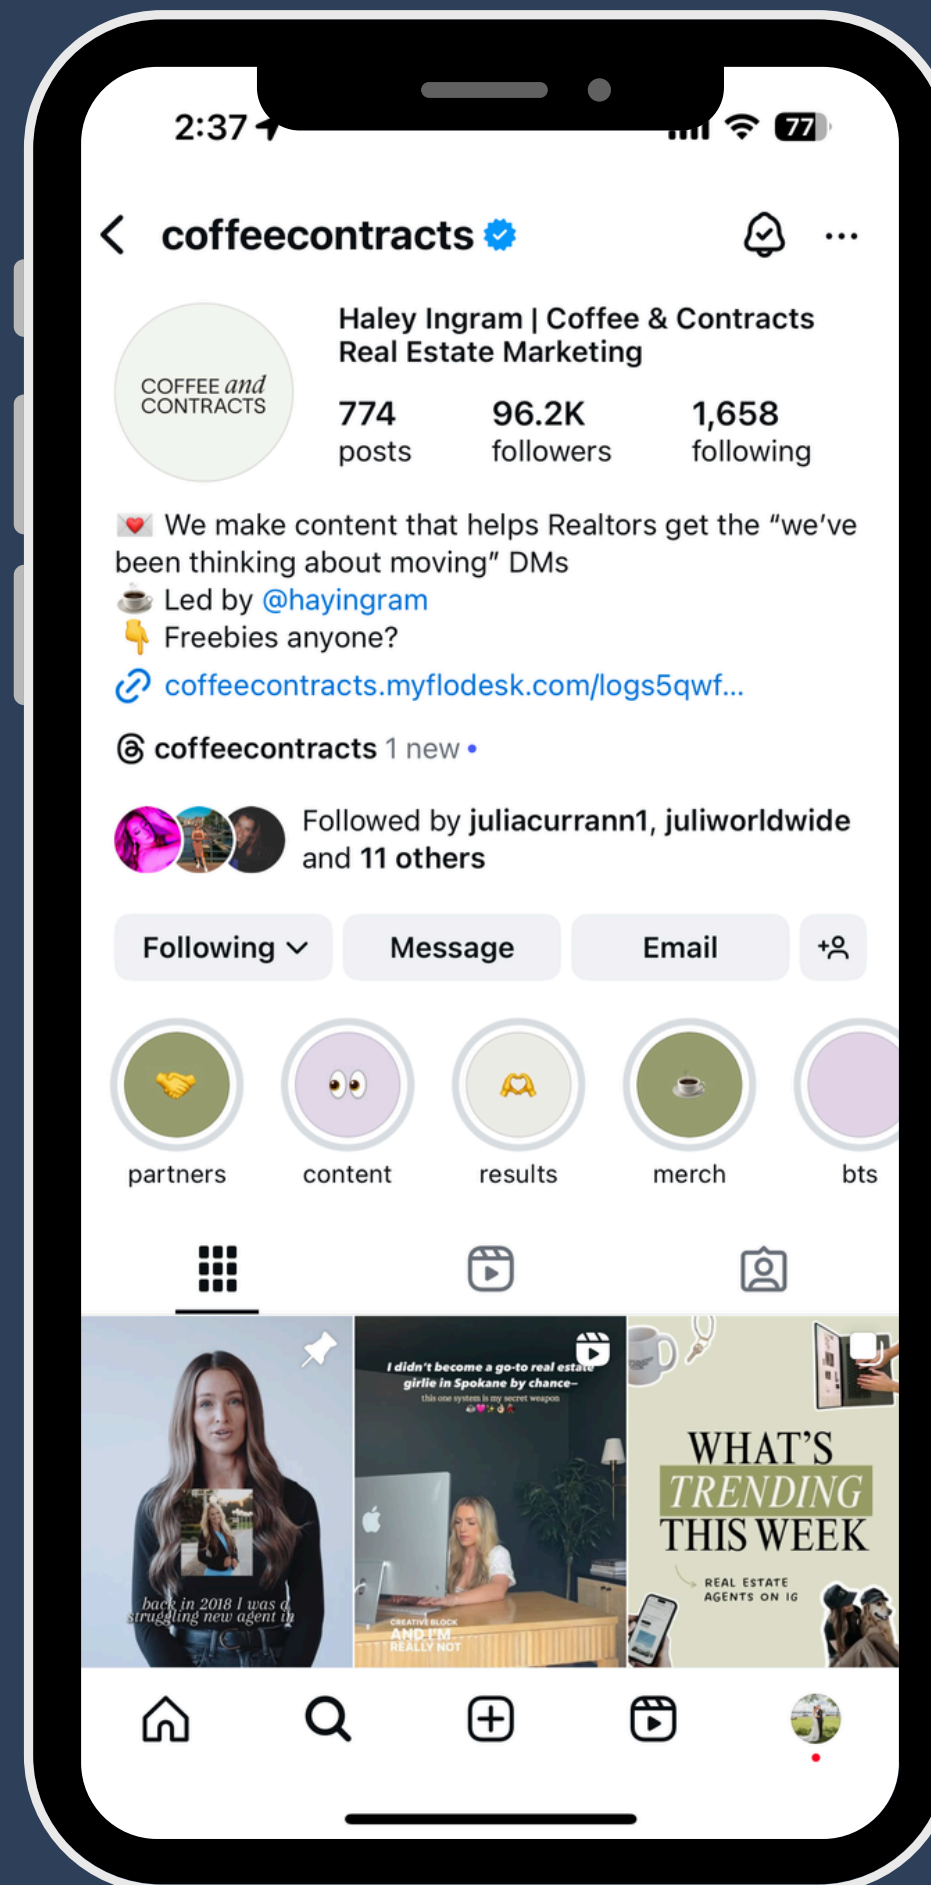 2:37
77
coffeecontracts
COFFEE and
CONTRACTS
Haley Ingram | Coffee & Contracts
Real Estate Marketing
774
96.2K
1,658
posts
followers
following
💌 We make content that helps Realtors get the “we’ve
been thinking about moving” DMs
☕ Led by @hayingram
👇 Freebies anyone?
coffeecontracts.myflodesk.com/logs5qwf...
coffeecontracts 1 new
Followed by juliacurrann1, juliworldwide
and 11 others
Following
Message
Email
partners
content
results
merch
bts
back in 2018 I was a
struggling new agent in
I didn't become a go-to real estate
girlie in Spokane by chance—
this one system is my secret weapon
CREATIVE BLOCK
AND I'M
REALLY NOT
WHAT'S
TRENDING
THIS WEEK
REAL ESTATE
AGENTS ON IG